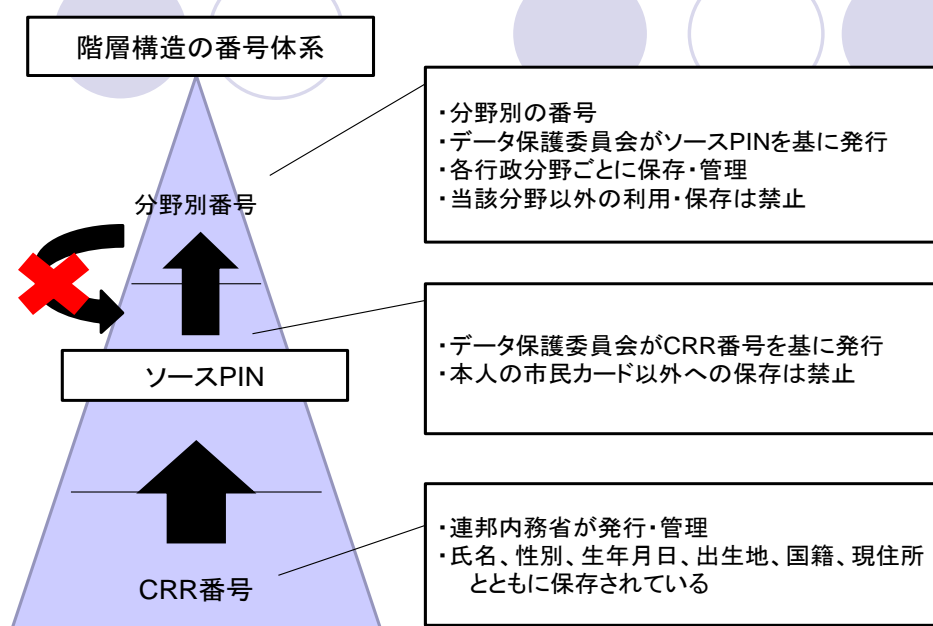 階層構造の番号体系
・分野別の番号
・データ保護委員会がソースPINを基に発行
・各行政分野ごとに保存・管理
・当該分野以外の利用・保存は禁止
分野別番号
・データ保護委員会がCRR番号を基に発行
・本人の市民カード以外への保存は禁止
ソースPIN
・連邦内務省が発行・管理
・氏名、性別、生年月日、出生地、国籍、現住所
とともに保存されている
CRR番号